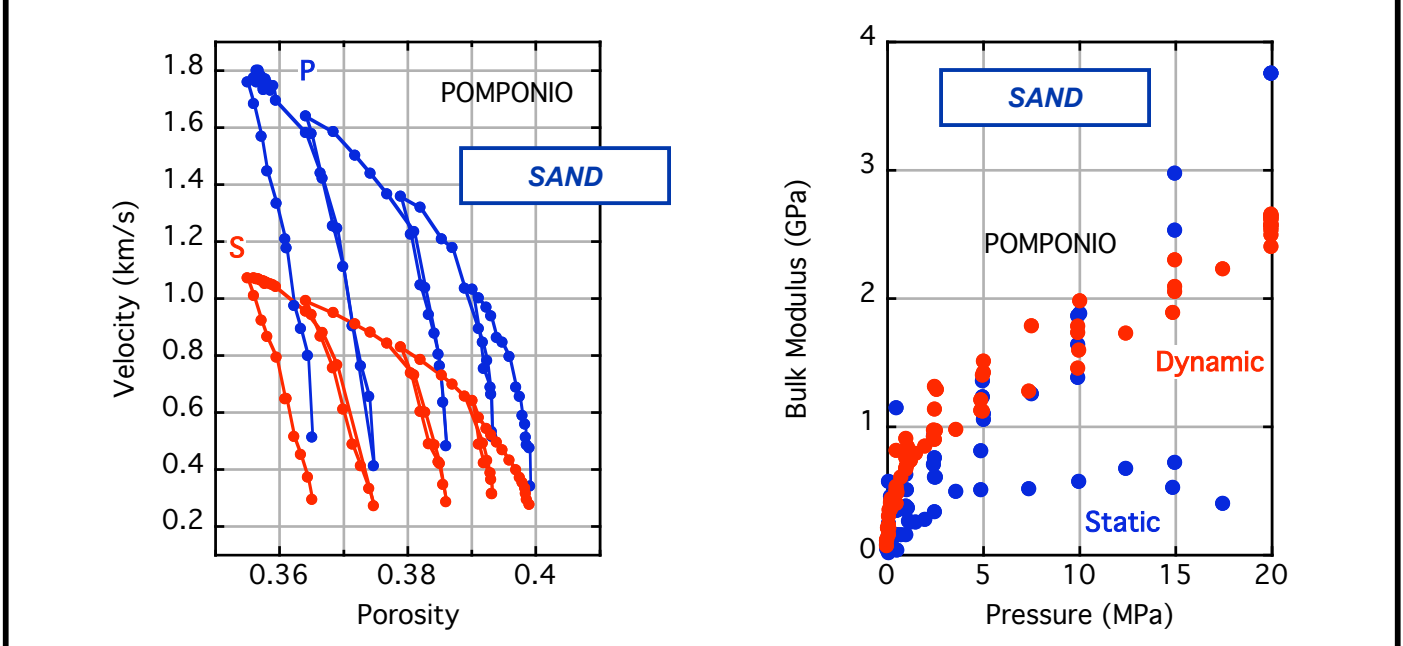 1.8
1.6
1.4
1.2
1.0
0.8
0.6
0.4
0.2
Velocity (km/s)
P
S
POMPONIO
SAND
0.36
0.38
0.4
Porosity
4
3
2
1
0
Bulk Modulus (GPa)
SAND
POMPONIO
Dynamic
Static
0
5
10
15
20
Pressure (MPa)